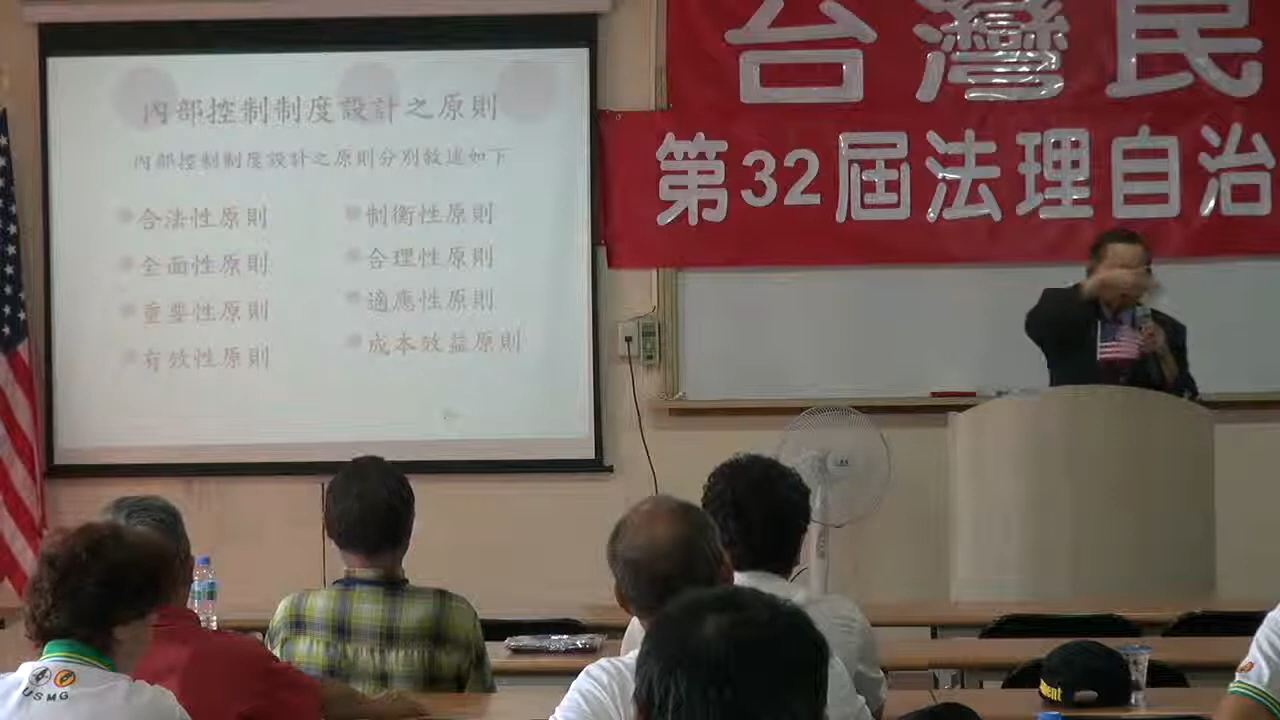 內部控制制度設計之原則
內部控制制度設計之原則分別敘述如下
合法性原則
全面性原則
重要性原則
有效性原則
制衡性原則
合理性原則
適應性原則
成本效益原則
台灣民
第32屆法理自治
USMG